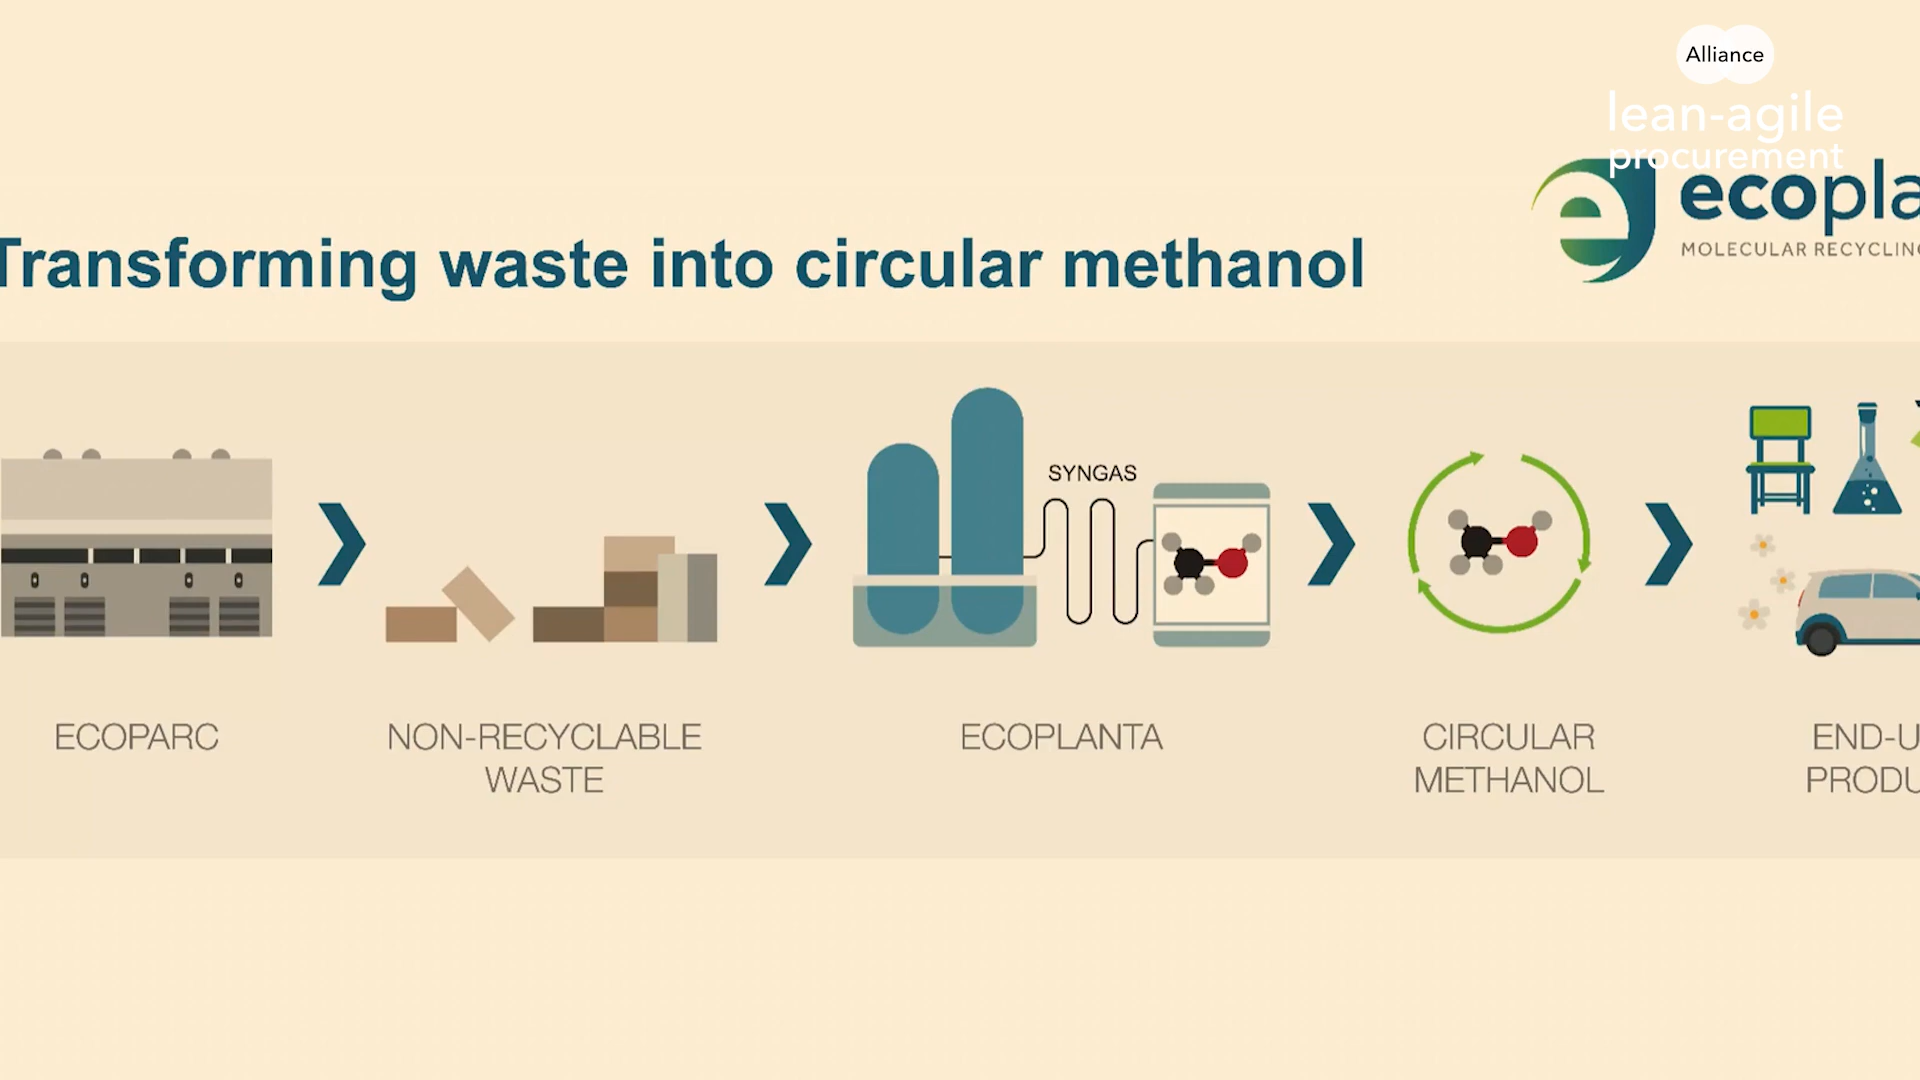 Alliance
lean-agile
procurement
ecopla
MOLECULAR RECYCLING
Transforming waste into circular methanol
SYNGAS
ECOPARC
NON-RECYCLABLE
WASTE
ECOPLANTA
CIRCULAR
METHANOL
END-U
PRODU